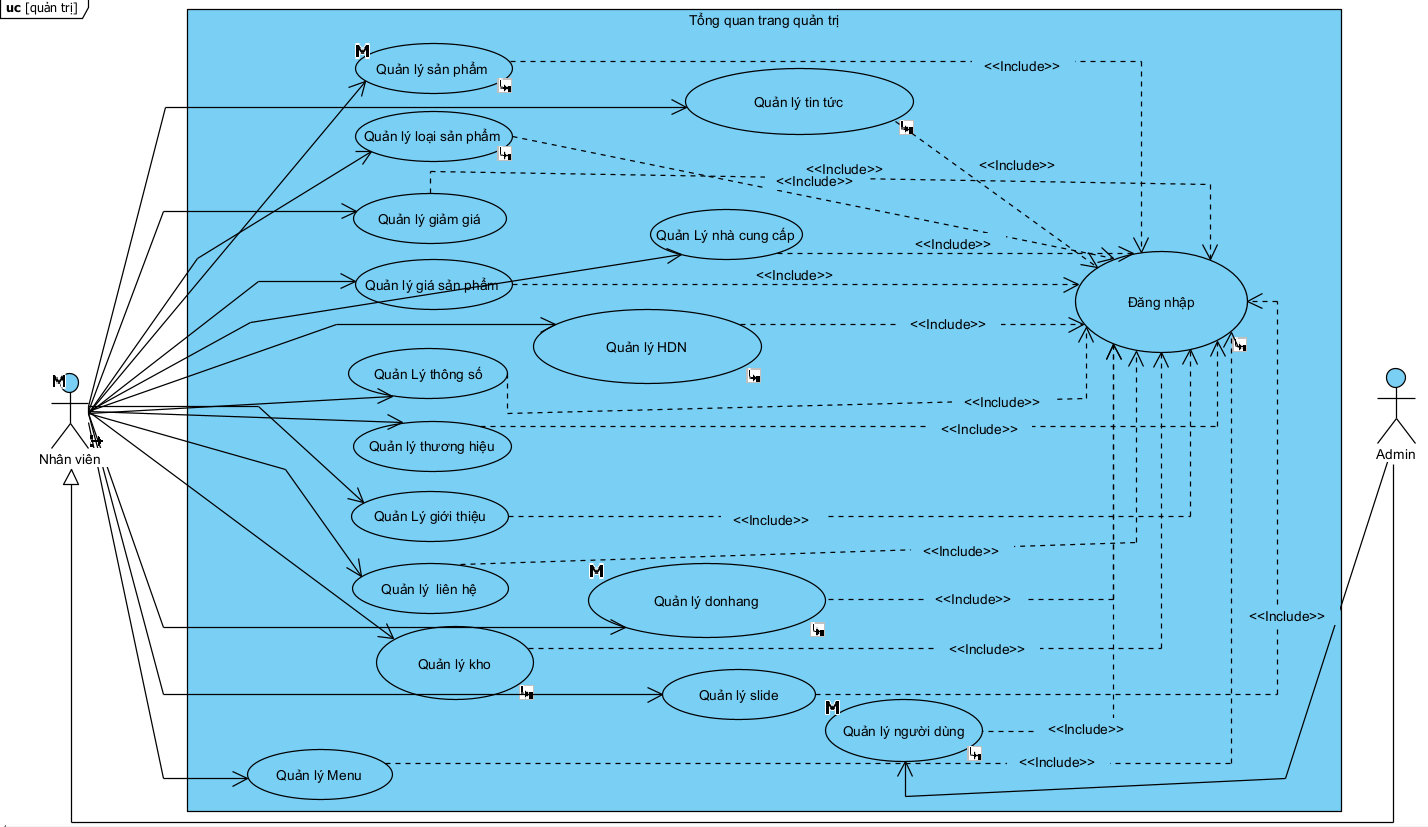 uc [quản trị]
Tổng quan trang quản trị
M
Quản lý sản phẩm
<<Include>>
Quản lý tin tức
Quản lý loại sản phẩm
<<Include>>
<<Include>>
<<Include>>
Quản lý giảm giá
Quản Lý nhà cung cấp
<<Include>>
Quản lý giá sản phẩm
<<Include>>
Đăng nhập
Quản lý HDN
<<Include>>
Quản Lý thông số
<<Include>>
M
Nhân viên
Admin
Quản lý thương hiệu
<<Include>>
Quản Lý giới thiệu
<<Include>>
<<Include>>
Quản lý  liên hệ
M
Quản lý donhang
<<Include>>
<<Include>>
Quản lý kho
<<Include>>
Quản lý slide
M
Quản lý người dùng
<<Include>>
Quản lý Menu
<<Include>>